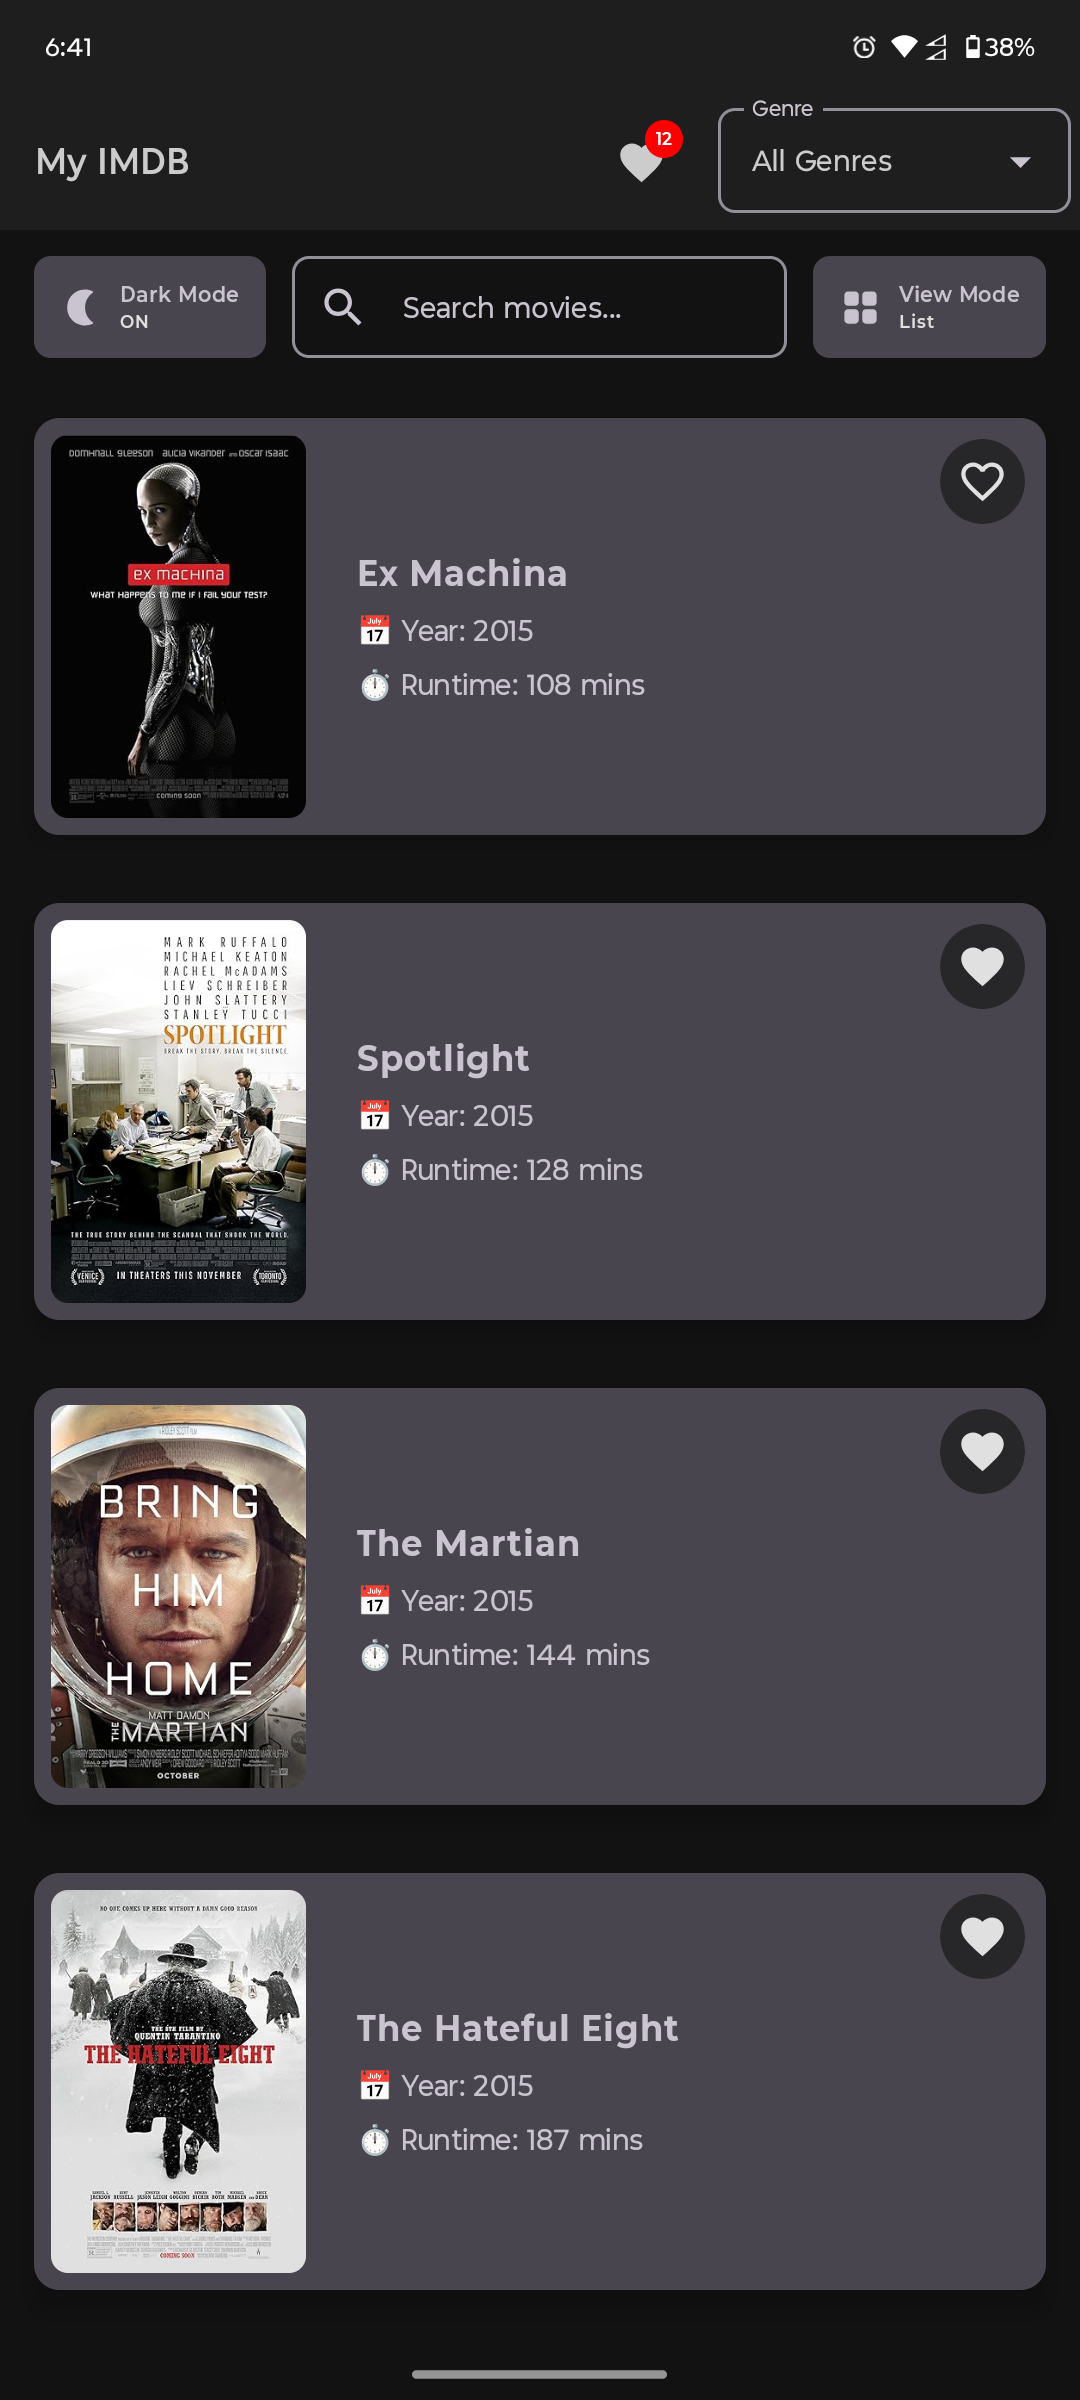 6:41
38%
My IMDB
12
Genre
All Genres
Dark Mode
ON
Search movies...
View Mode
List
DOMHNALL GLEESON ALICIA VIKANDER AND OSCAR ISAAC
EX MACHINA
WHAT HAPPENS TO ME IF I FAIL YOUR TEST?
COMING SOON
Ex Machina
July
17
Year: 2015
Runtime: 108 mins
MARK RUFFALO
MICHAEL KEATON
RACHEL McADAMS
LIEV SCHREIBER
JOHN SLATTERY
STANLEY TUCCI
SPOTLIGHT
BREAK THE STORY. BREAK THE SILENCE.
THE TRUE STORY BEHIND THE SCANDAL THAT SHOOK THE WORLD.
VENICE
IN THEATERS THIS NOVEMBER
TORONTO
Spotlight
July
17
Year: 2015
Runtime: 128 mins
A RIDLEY SCOTT FILM
BRING
HIM
HOME
MATT DAMON
THE MARTIAN
OCTOBER
The Martian
July
17
Year: 2015
Runtime: 144 mins
NO ONE COMES UP HERE WITHOUT A DAMN GOOD REASON
THE 8TH FILM BY
QUENTIN TARANTINO
THE HATEFUL EIGHT
COMING SOON
The Hateful Eight
July
17
Year: 2015
Runtime: 187 mins